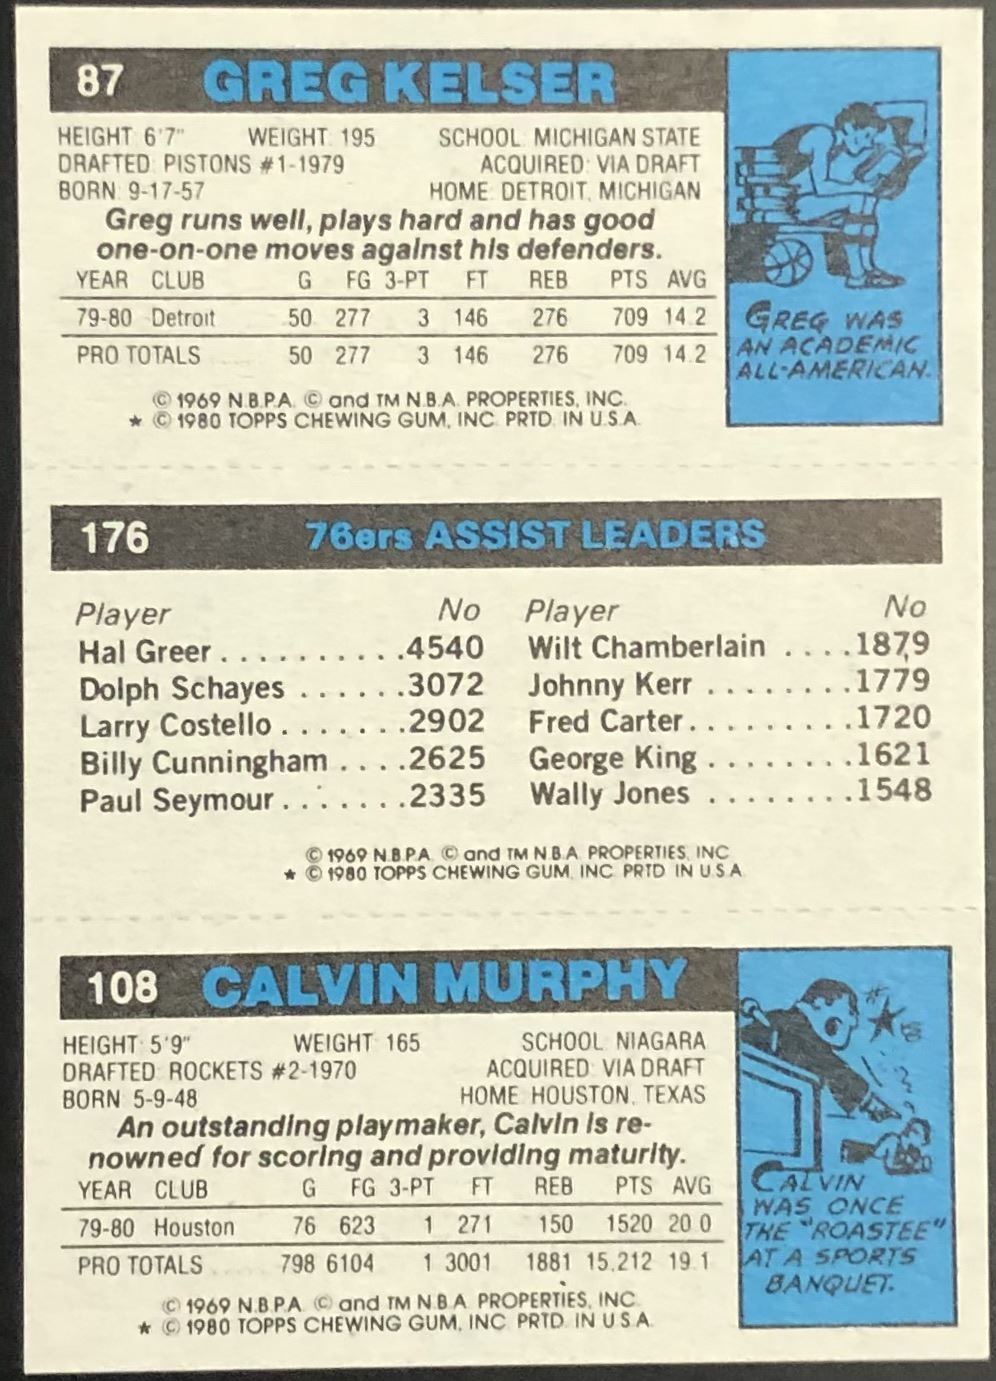 87 GREG KELSER
HEIGHT: 6'7" WEIGHT: 195 SCHOOL: MICHIGAN STATE
DRAFTED: PISTONS #1-1979 ACQUIRED: VIA DRAFT
BORN: 9-17-57 HOME: DETROIT, MICHIGAN
Greg runs well, plays hard and has good
one-on-one moves against his defenders.
YEAR CLUB G FG 3-PT FT REB PTS AVG
79-80 Detroit 50 277 3 146 276 709 14.2
PRO TOTALS 50 277 3 146 276 709 14.2
© 1969 N.B.P.A. © and TM N.B.A. PROPERTIES, INC.
★ © 1980 TOPPS CHEWING GUM, INC. PRTD. IN U.S.A.
GREG WAS
AN ACADEMIC
ALL-AMERICAN.
176 76ers ASSIST LEADERS
Player No Player No
Hal Greer..........4540 Wilt Chamberlain ....1879
Dolph Schayes ......3072 Johnny Kerr ........1779
Larry Costello.......2902 Fred Carter.........1720
Billy Cunningham ....2625 George King ........1621
Paul Seymour.......2335 Wally Jones ........1548
© 1969 N.B.P.A. © and TM N.B.A. PROPERTIES, INC.
★ © 1980 TOPPS CHEWING GUM, INC. PRTD. IN U.S.A.
108 CALVIN MURPHY
HEIGHT: 5'9" WEIGHT: 165 SCHOOL: NIAGARA
DRAFTED: ROCKETS #2-1970 ACQUIRED: VIA DRAFT
BORN: 5-9-48 HOME: HOUSTON, TEXAS
An outstanding playmaker, Calvin is re-
nowned for scoring and providing maturity.
YEAR CLUB G FG 3-PT FT REB PTS AVG
79-80 Houston 76 623 1 271 150 1520 20.0
PRO TOTALS 798 6104 1 3001 1881 15,212 19.1
© 1969 N.B.P.A. © and TM N.B.A. PROPERTIES, INC.
★ © 1980 TOPPS CHEWING GUM, INC. PRTD. IN U.S.A.
CALVIN
WAS ONCE
THE "ROASTEE"
AT A SPORTS
BANQUET.